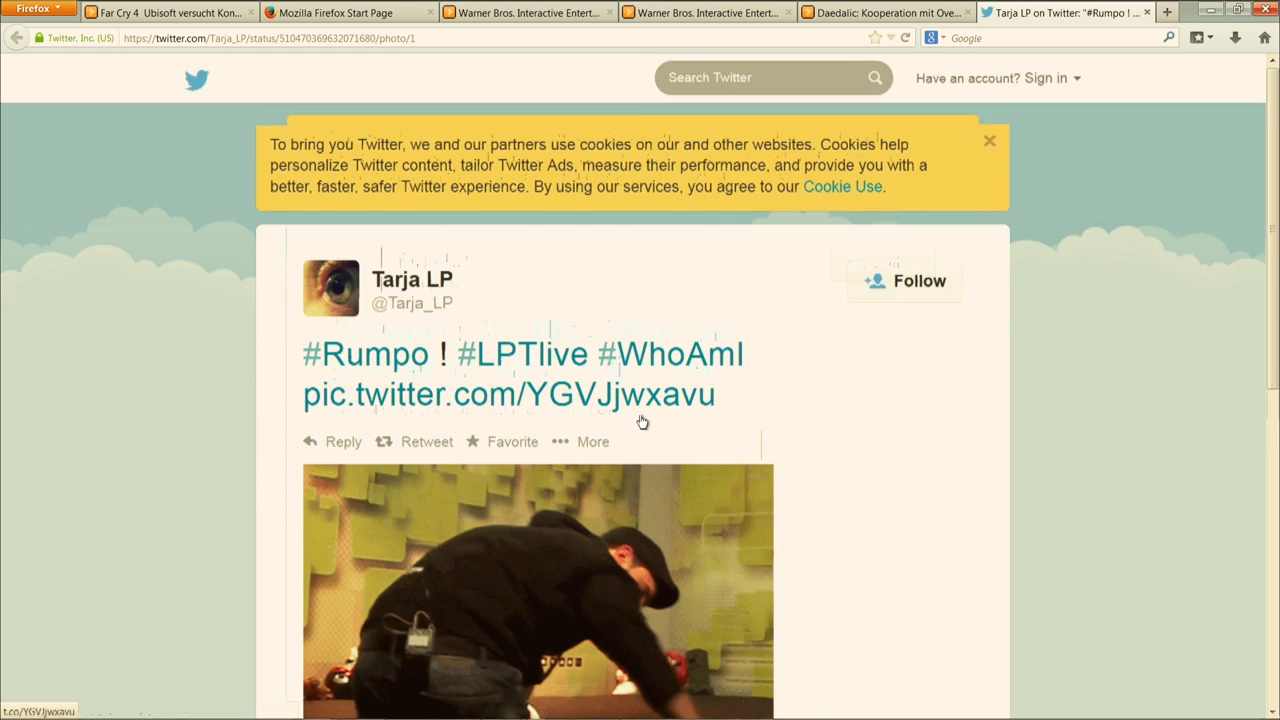 Firefox
Far Cry 4 Ubisoft versucht Kon...
Mozilla Firefox Start Page
Warner Bros. Interactive Entert...
Warner Bros. Interactive Entert...
Daedalic: Kooperation mit Ove...
Tarja LP on Twitter: "#Rumpo ! ...
Twitter, Inc. (US)
https://twitter.com/Tarja_LP/status/510470369632071680/photo/1
Google
Search Twitter
Have an account? Sign in
To bring you Twitter, we and our partners use cookies on our and other websites. Cookies help
personalize Twitter content, tailor Twitter Ads, measure their performance, and provide you with a
better, faster, safer Twitter experience. By using our services, you agree to our Cookie Use.
Tarja LP
@Tarja_LP
Follow
#Rumpo ! #LPTlive #WhoAmI
pic.twitter.com/YGVJjwxavu
Reply Retweet Favorite More
t.co/YGVJjwxavu